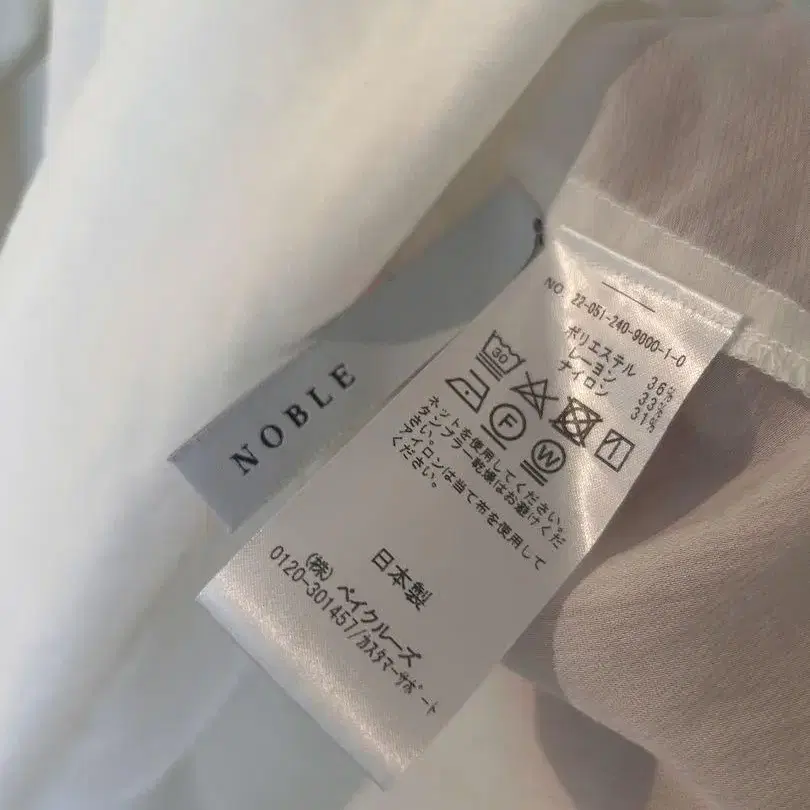 NOBLE
NO. 22-051-240-9000-1-0
ポリエステル 36%
レーヨン 33%
ナイロン 31%
30
F
W
ネットを使用してください。
タンブラー乾燥はお避けくだ
さい。
アイロンは当て布を使用して
ください。
日本製
(株) ベイクルーズ
0120-301457/カスタマーサポート